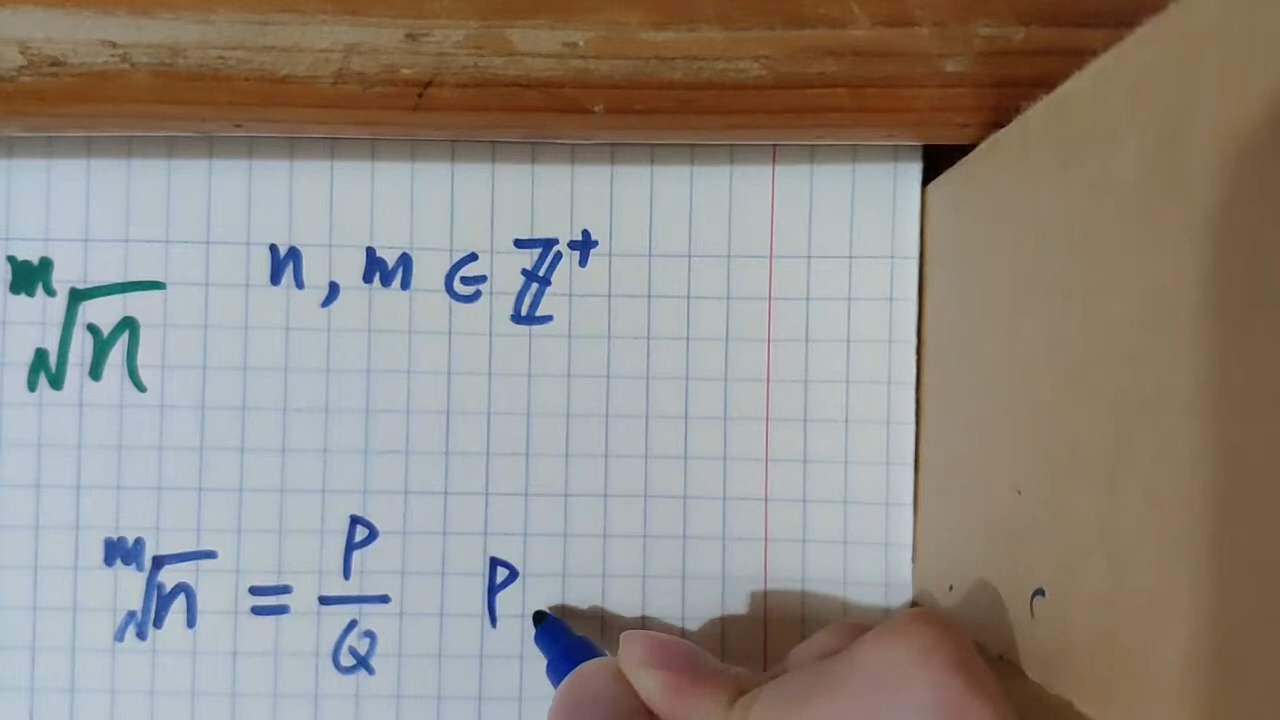 ᵐ√n n, m ∈ ℤ⁺
ᵐ√n = P/Q P